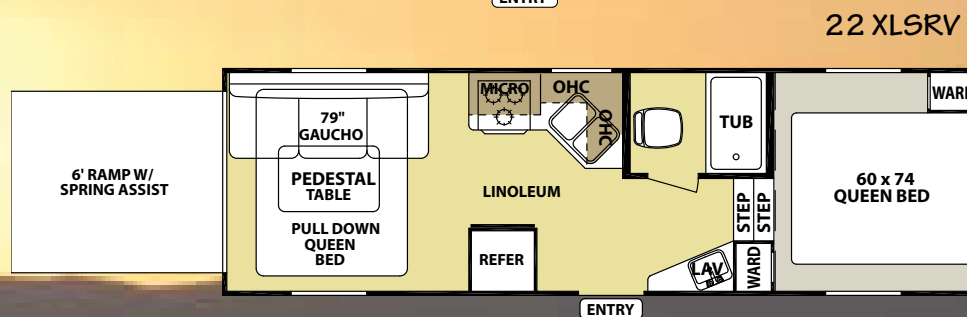 ENTRY
22 XLSRV
6' RAMP W/
SPRING ASSIST
79"
GAUCHO
PEDESTAL
TABLE
PULL DOWN
QUEEN
BED
MICRO
OHC
OHC
LINOLEUM
REFER
TUB
STEP
STEP
LAV
WARD
60 x 74
QUEEN BED
WARD
ENTRY